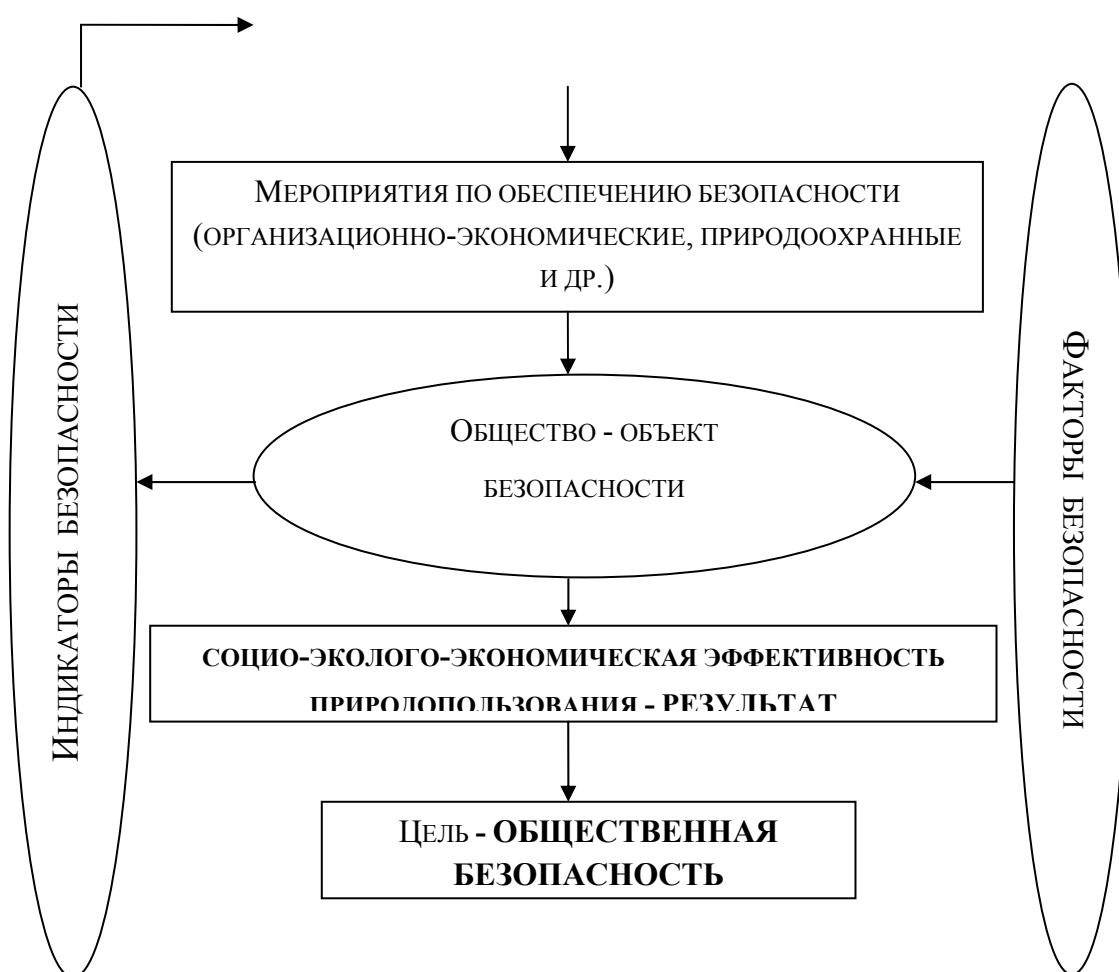 МЕРОПРИЯТИЯ ПО ОБЕСПЕЧЕНИЮ БЕЗОПАСНОСТИ
(ОРГАНИЗАЦИОННО-ЭКОНОМИЧЕСКИЕ, ПРИРОДООХРАННЫЕ
И ДР.)
ИНДИКАТОРЫ БЕЗОПАСНОСТИ
ОБЩЕСТВО - ОБЪЕКТ
БЕЗОПАСНОСТИ
ФАКТОРЫ БЕЗОПАСНОСТИ
СОЦИО-ЭКОЛОГО-ЭКОНОМИЧЕСКАЯ ЭФФЕКТИВНОСТЬ
ПРИРОДОПОЛЬЗОВАНИЯ - РЕЗУЛЬТАТ
ЦЕЛЬ - ОБЩЕСТВЕННАЯ
БЕЗОПАСНОСТЬ